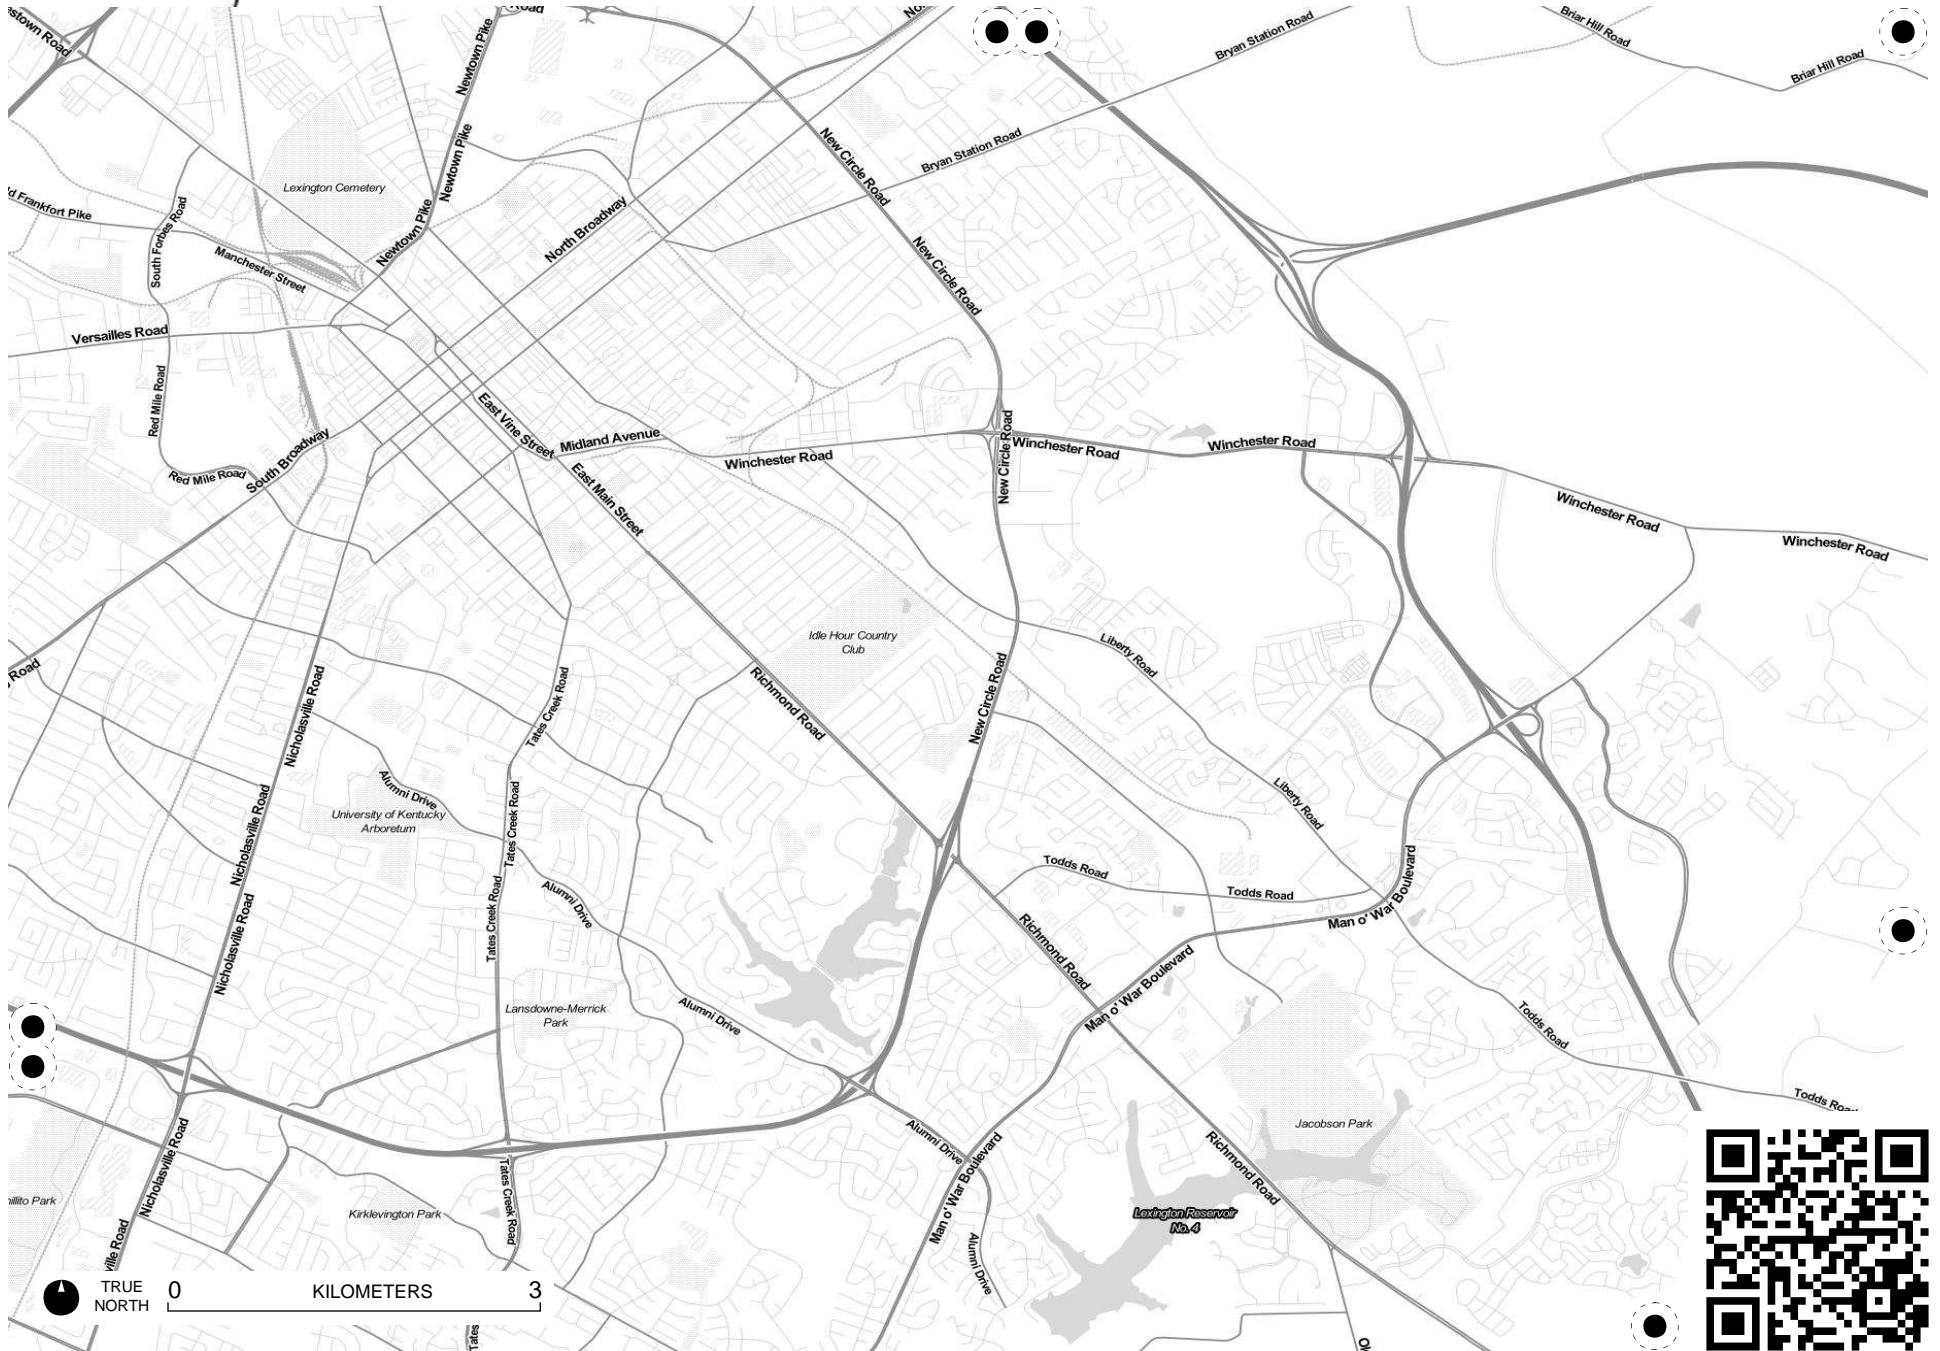 Newtown Pike
Bryan Station Road
Briar Hill Road
Briar Hill Road
Newtown Pike
New Circle Road
Bryan Station Road
Lexington Cemetery
Frankfort Pike
South Forbes Road
Newtown Pike
North Broadway
Manchester Street
New Circle Road
Versailles Road
Red Mile Road
East Vine Street
Midland Avenue
South Broadway
Red Mile Road
Winchester Road
New Circle Road
Winchester Road
Winchester Road
Winchester Road
Winchester Road
East Main Street
Idle Hour Country
Club
Liberty Road
Road
Nicholasville Road
Tates Creek Road
Richmond Road
New Circle Road
Alumni Drive
University of Kentucky
Arboretum
Tates Creek Road
Liberty Road
Nicholasville Road
Todds Road
Todds Road
Man o' War Boulevard
Alumni Drive
Tates Creek Road
Nicholasville Road
Richmond Road
Man o' War Boulevard
Lansdowne-Merrick
Park
Alumni Drive
Todds Road
Todds Road
Jacobson Park
Alumni Drive
Nicholasville Road
Tates Creek Road
Man o' War Boulevard
Richmond Road
Kirklevington Park
Park
Lexington Reservoir
No. 4
Alumni Drive
Road
TRUE
NORTH
0 KILOMETERS 3
Tates